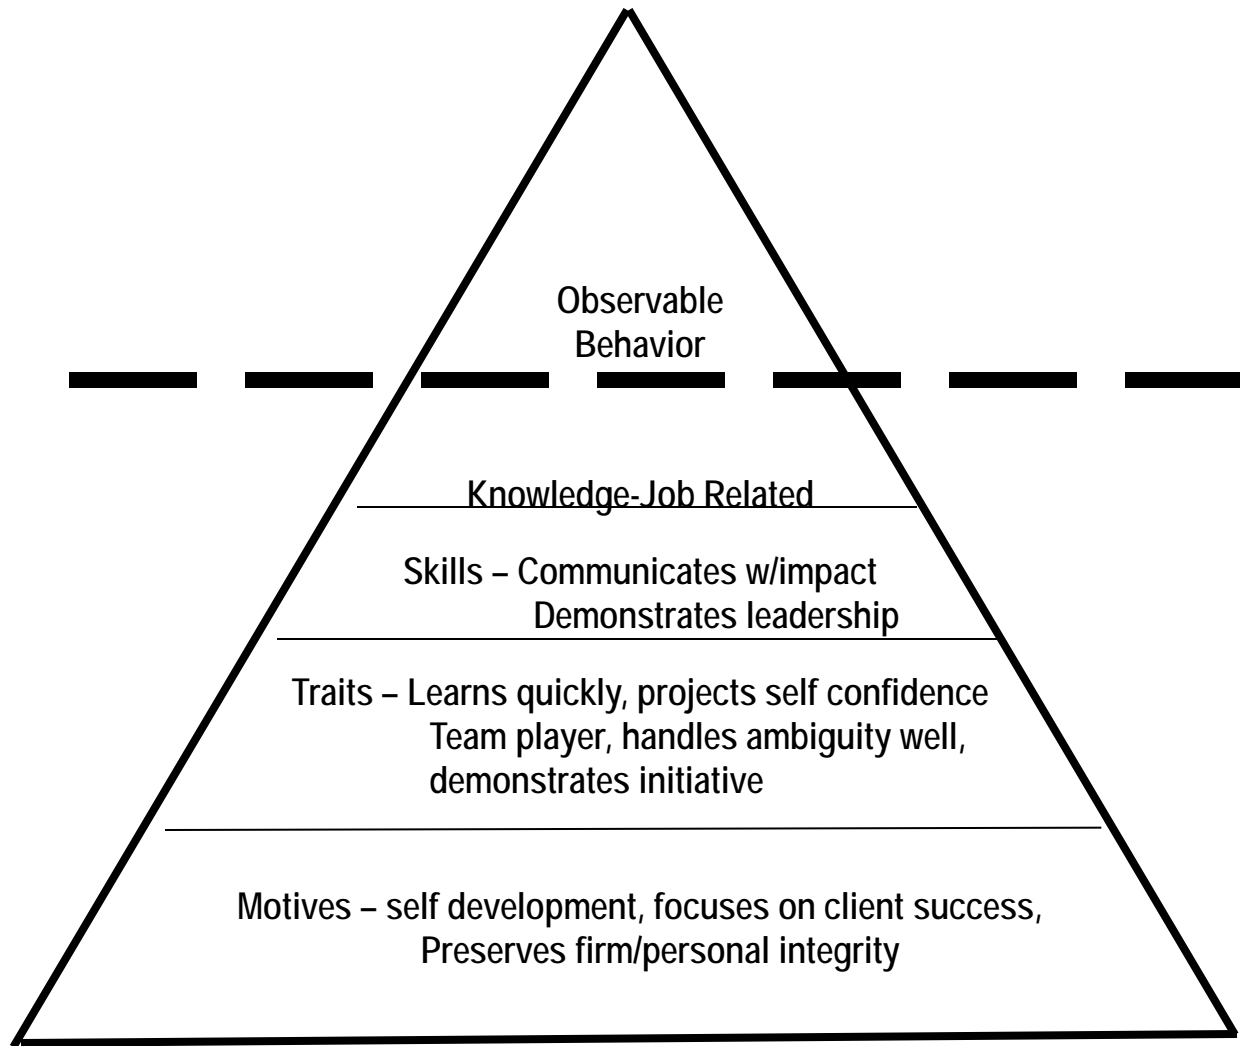 Observable
Behavior
Knowledge-Job Related
Skills – Communicates w/impact
Demonstrates leadership
Traits – Learns quickly, projects self confidence
Team player, handles ambiguity well,
demonstrates initiative
Motives – self development, focuses on client success,
Preserves firm/personal integrity